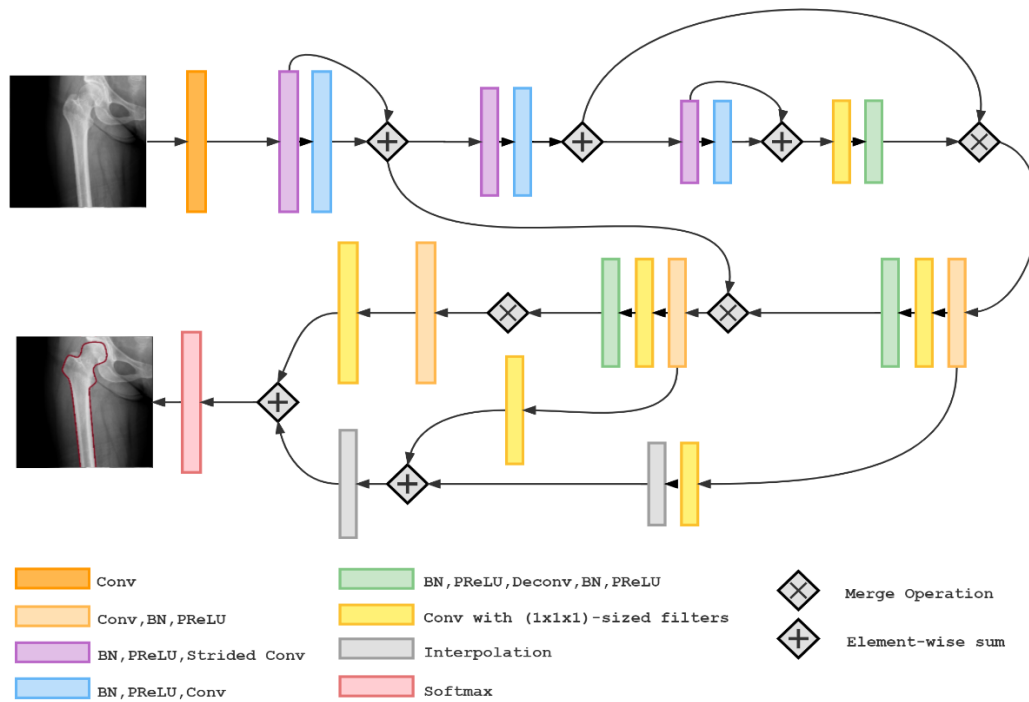 Conv
Conv,BN,PReLU
BN,PReLU,Strided Conv
BN,PReLU,Conv
BN,PReLU,Deconv,BN,PReLU
Conv with (1x1x1)-sized filters
Interpolation
Softmax
Merge Operation
Element-wise sum